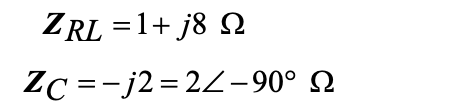 Z_RL = 1 + j8 Ω
Z_C = −j2 = 2∠−90° Ω